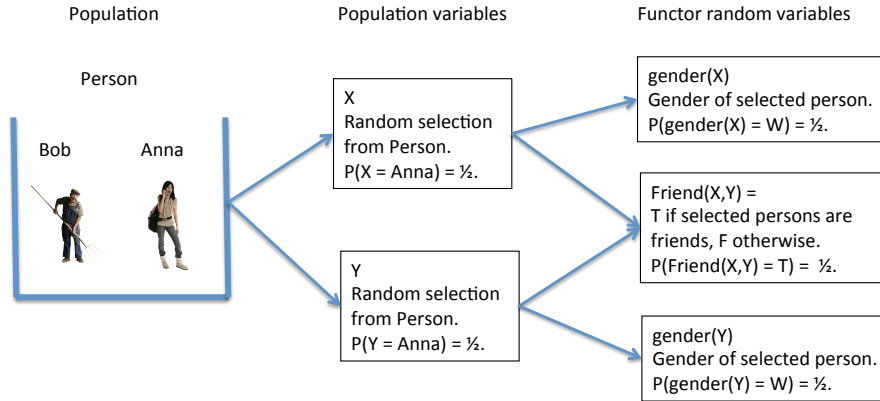 Population
Population variables
Functor random variables
Person
Bob
Anna
X
Random selection
from Person.
P(X = Anna) = ½.
Y
Random selection
from Person.
P(Y = Anna) = ½.
gender(X)
Gender of selected person.
P(gender(X) = W) = ½.
Friend(X,Y) =
T if selected persons are
friends, F otherwise.
P(Friend(X,Y) = T) = ½.
gender(Y)
Gender of selected person.
P(gender(Y) = W) = ½.